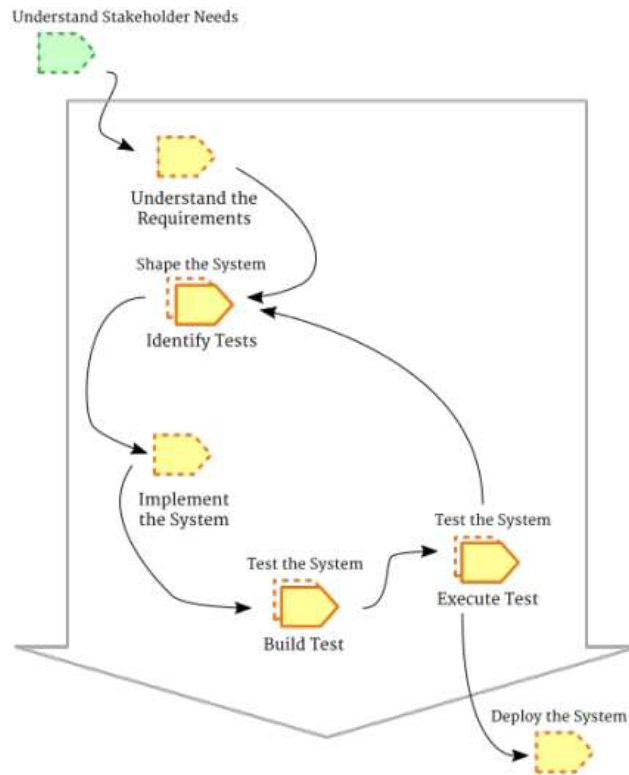 Understand Stakeholder Needs
Understand the
Requirements
Shape the System
Identify Tests
Implement
the System
Test the System
Build Test
Test the System
Execute Test
Deploy the System